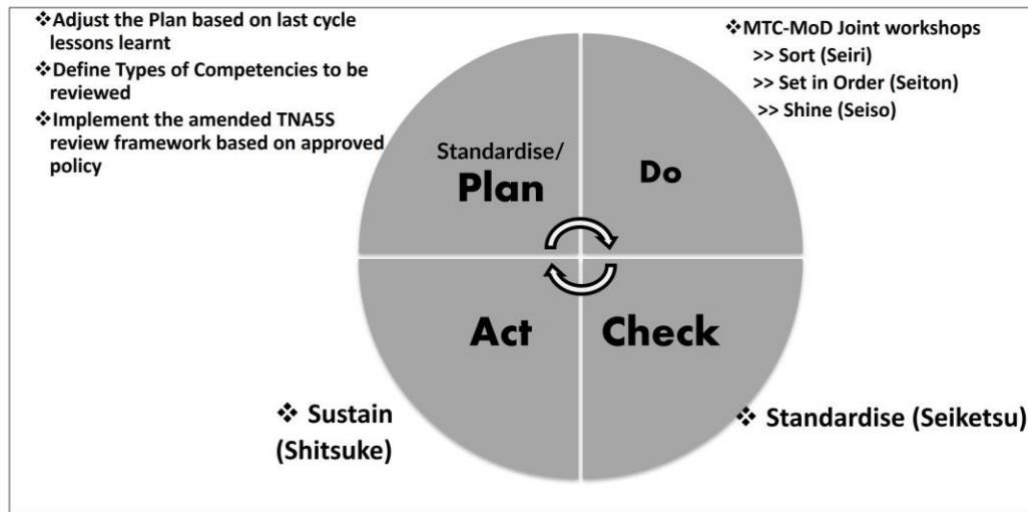 ❖Adjust the Plan based on last cycle
lessons learnt
❖Define Types of Competencies to be
reviewed
❖Implement the amended TNA5S
review framework based on approved
policy
❖MTC-MoD Joint workshops
>> Sort (Seiri)
>> Set in Order (Seiton)
>> Shine (Seiso)
Standardise/
Plan
Do
Act
Check
❖ Sustain
(Shitsuke)
❖ Standardise (Seiketsu)